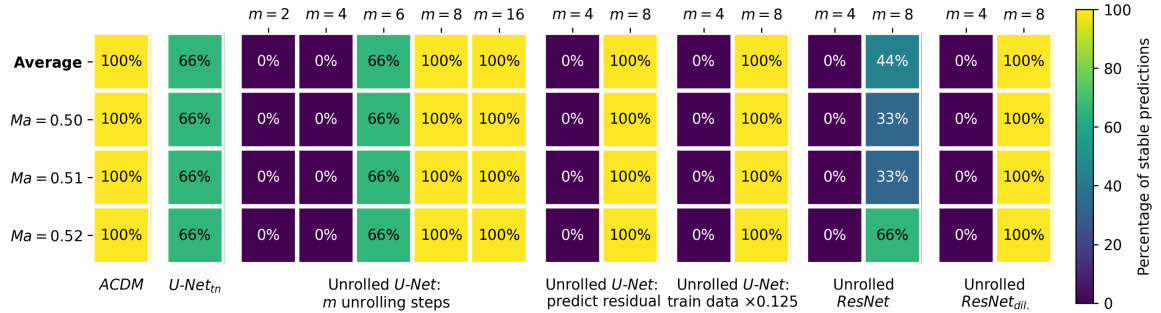 m = 2 m = 4 m = 6 m = 8 m = 16 m = 4 m = 8 m = 4 m = 8 m = 4 m = 8 m = 4 m = 8
Average 100% 66% 0% 0% 66% 100% 100% 0% 100% 0% 100% 0% 44% 0% 100%
Ma = 0.50 100% 66% 0% 0% 66% 100% 100% 0% 100% 0% 100% 0% 33% 0% 100%
Ma = 0.51 100% 66% 0% 0% 66% 100% 100% 0% 100% 0% 100% 0% 33% 0% 100%
Ma = 0.52 100% 66% 0% 0% 66% 100% 100% 0% 100% 0% 100% 0% 66% 0% 100%
ACDM
U-Net_tn
Unrolled U-Net:
m unrolling steps
Unrolled U-Net:
predict residual
Unrolled U-Net:
train data ×0.125
Unrolled
ResNet
Unrolled
ResNet_dil.
100
80
60
40
20
0
Percentage of stable predictions